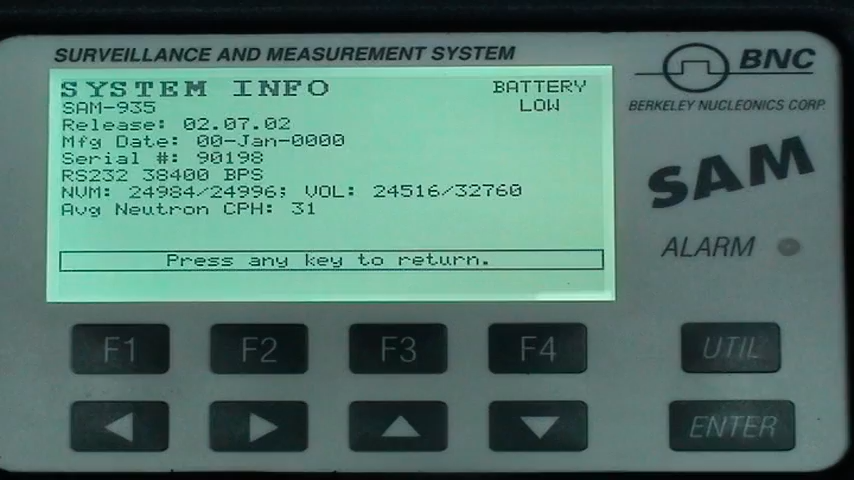 SURVEILLANCE AND MEASUREMENT SYSTEM
BNC
BERKELEY NUCLEONICS CORP.
SYSTEM INFO
BATTERY
LOW
SAM-935
Release: 02.07.02
Mfg Date: 00-Jan-0000
Serial #: 90198
RS232 38400 BPS
NVM: 24984/24996; VOL: 24516/32760
Avg Neutron CPH: 31
Press any key to return.
SAM
ALARM
F1
F2
F3
F4
UTIL
ENTER